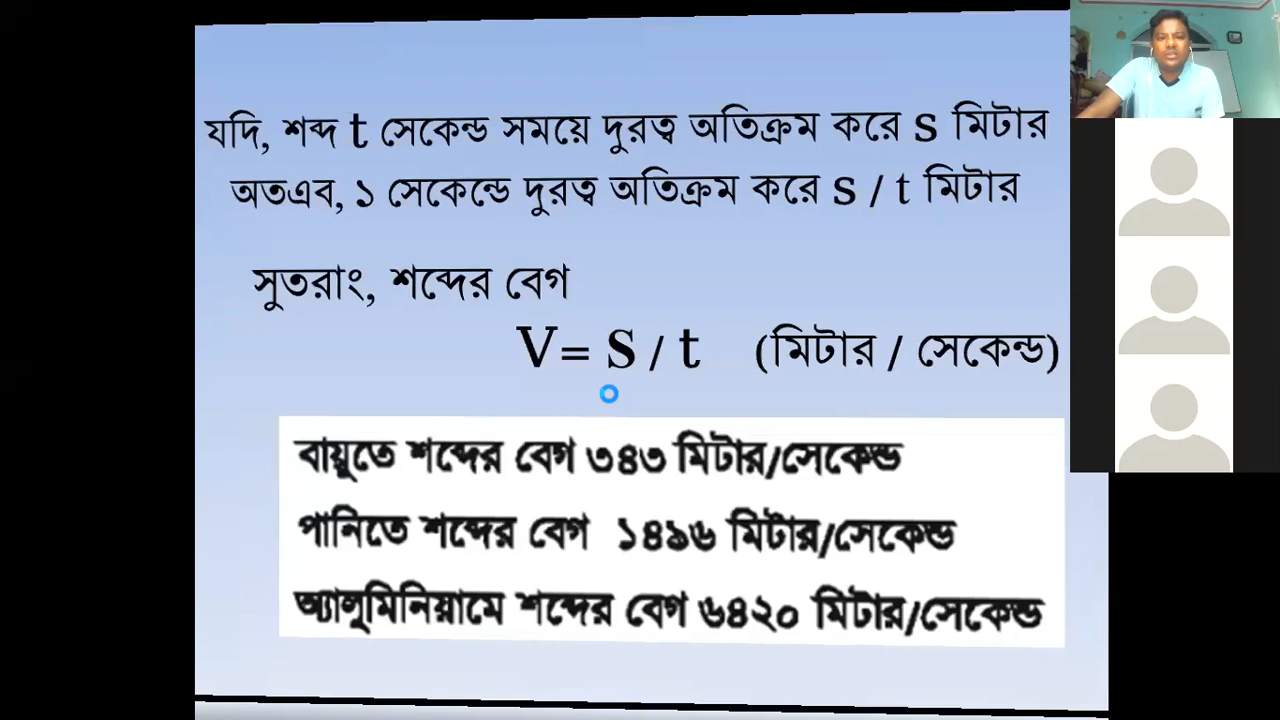 যদি, শব্দ t সেকেন্ড সময়ে দুরত্ব অতিক্রম করে s মিটার
অতএব, ১ সেকেন্ডে দুরত্ব অতিক্রম করে s / t মিটার
সুতরাং, শব্দের বেগ
V= S / t (মিটার / সেকেন্ড)
বায়ুতে শব্দের বেগ ৩৪৩ মিটার/সেকেন্ড
পানিতে শব্দের বেগ ১৪৯৬ মিটার/সেকেন্ড
অ্যালুমিনিয়ামে শব্দের বেগ ৬৪২০ মিটার/সেকেন্ড